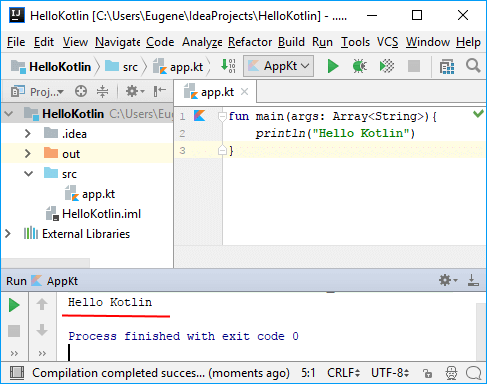 HelloKotlin [C:\Users\Eugene\IdeaProjects\HelloKotlin] - .....
File Edit View Navigate Code Analyze Refactor Build Run Tools VCS Window Help
HelloKotlin src app.kt AppKt
Proj... app.kt
HelloKotlin C:\Users\Eug
.idea
out
src
app.kt
HelloKotlin.iml
External Libraries
1 fun main(args: Array<String>){
2 println("Hello Kotlin")
3 }
Run AppKt
Hello Kotlin
Process finished with exit code 0
Compilation completed succes... (moments ago) 5:1 CRLF UTF-8